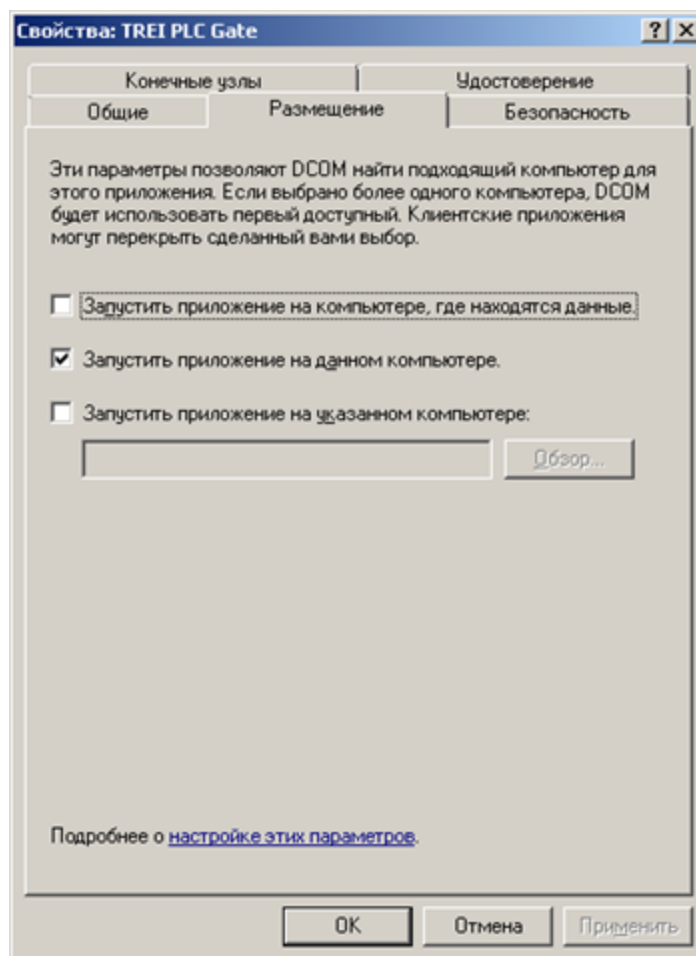 Свойства: TREI PLC Gate
Конечные узлы
Удостоверение
Общие
Размещение
Безопасность
Эти параметры позволяют DCOM найти подходящий компьютер для
этого приложения. Если выбрано более одного компьютера, DCOM
будет использовать первый доступный. Клиентские приложения
могут перекрыть сделанный вами выбор.
Запустить приложение на компьютере, где находятся данные.
Запустить приложение на данном компьютере.
Запустить приложение на указанном компьютере:
Обзор...
Подробнее о настройке этих параметров.
OK
Отмена
Применить